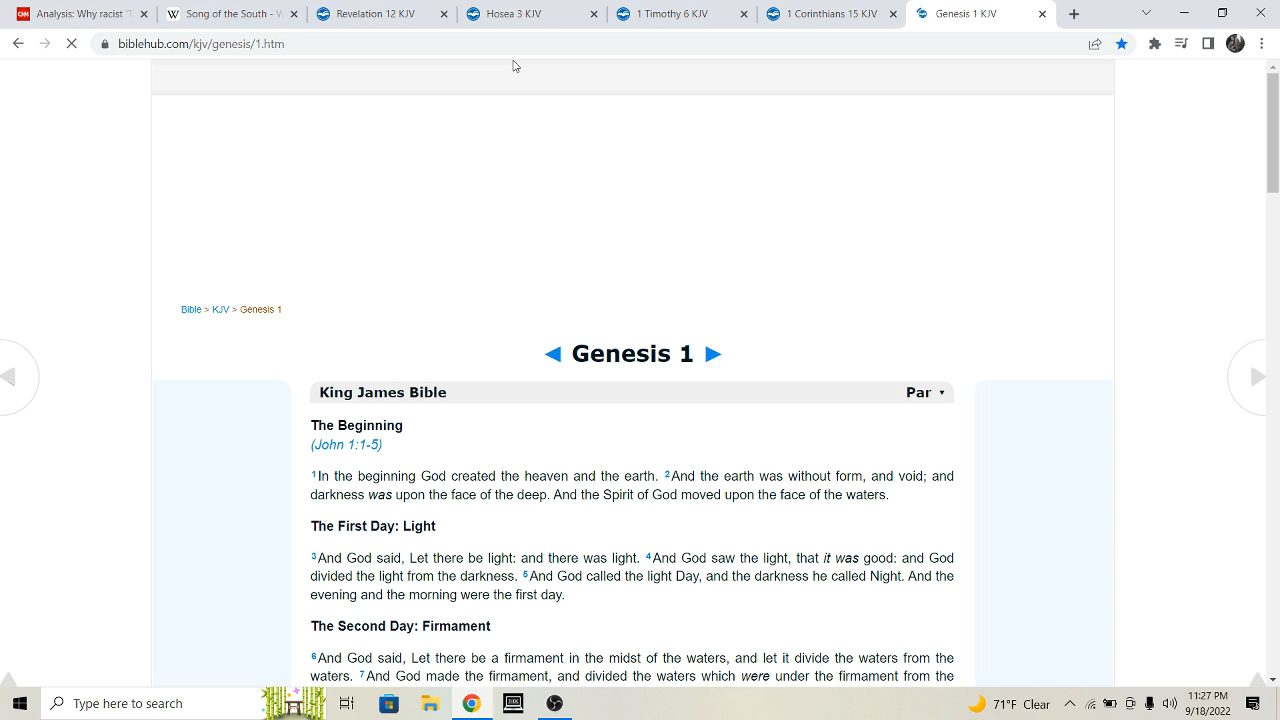 Analysis: Why racist "T
Song of the South - W
Revelation 12 KJV
Hosea 3 KJV
1 Timothy 6 KJV
1 Corinthians 15 KJV
Genesis 1 KJV
biblehub.com/kjv/genesis/1.htm
Bible > KJV > Genesis 1
◄ Genesis 1 ►
King James Bible Par ▾
The Beginning
(John 1:1-5)
1In the beginning God created the heaven and the earth. 2And the earth was without form, and void; and
darkness was upon the face of the deep. And the Spirit of God moved upon the face of the waters.
The First Day: Light
3And God said, Let there be light: and there was light. 4And God saw the light, that it was good: and God
divided the light from the darkness. 5And God called the light Day, and the darkness he called Night. And the
evening and the morning were the first day.
The Second Day: Firmament
6And God said, Let there be a firmament in the midst of the waters, and let it divide the waters from the
waters. 7And God made the firmament, and divided the waters which were under the firmament from the
Type here to search
71°F Clear
11:27 PM
9/18/2022